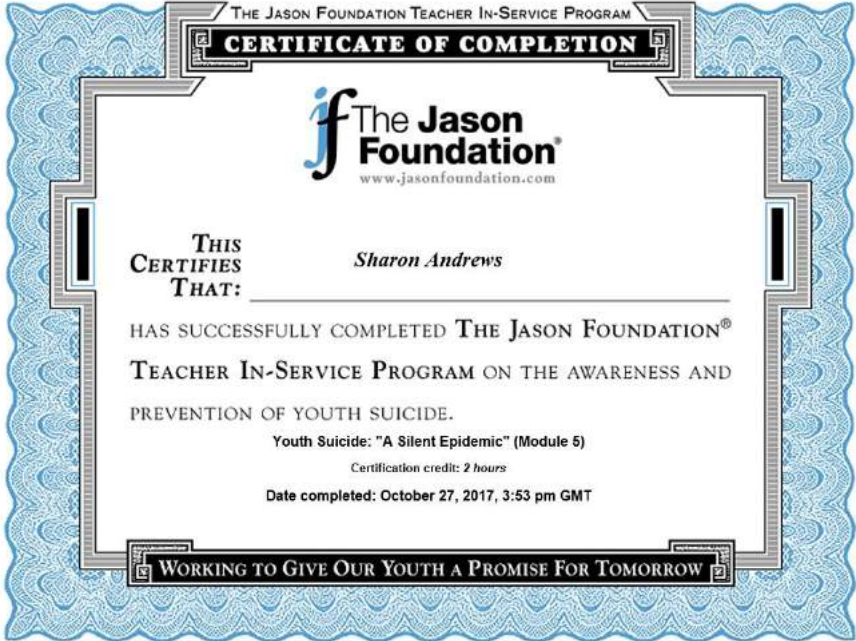 THE JASON FOUNDATION TEACHER IN-SERVICE PROGRAM
CERTIFICATE OF COMPLETION
jf The Jason
Foundation®
www.jasonfoundation.com
THIS
CERTIFIES
THAT:
Sharon Andrews
HAS SUCCESSFULLY COMPLETED THE JASON FOUNDATION®
TEACHER IN-SERVICE PROGRAM ON THE AWARENESS AND
PREVENTION OF YOUTH SUICIDE.
Youth Suicide: "A Silent Epidemic" (Module 5)
Certification credit: 2 hours
Date completed: October 27, 2017, 3:53 pm GMT
WORKING TO GIVE OUR YOUTH A PROMISE FOR TOMORROW